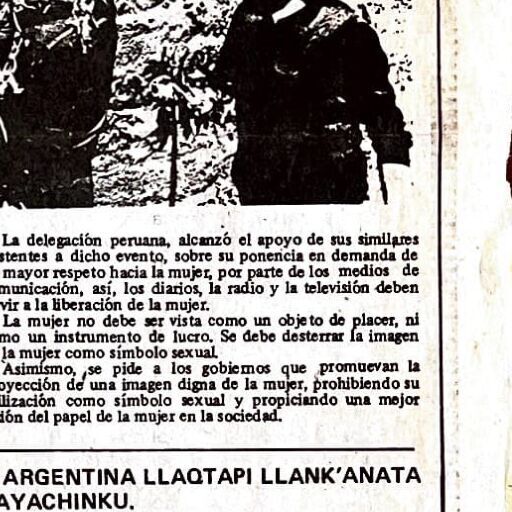 La delegación peruana, alcanzó el apoyo de sus similares
stentes a dicho evento, sobre su ponencia en demanda de
mayor respeto hacia la mujer, por parte de los medios de
municación, así, los diarios, la radio y la televisión deben
vir a la liberación de la mujer.
La mujer no debe ser vista como un objeto de placer, ni
mo un instrumento de lucro. Se debe desterrar la imagen
la mujer como símbolo sexual.
Asimismo, se pide a los gobiernos que promuevan la
oyección de una imagen digna de la mujer, prohibiendo su
ilización como símbolo sexual y propiciando una mejor
ión del papel de la mujer en la sociedad.
ARGENTINA LLAQTAPI LLANK'ANATA
AYACHINKU.